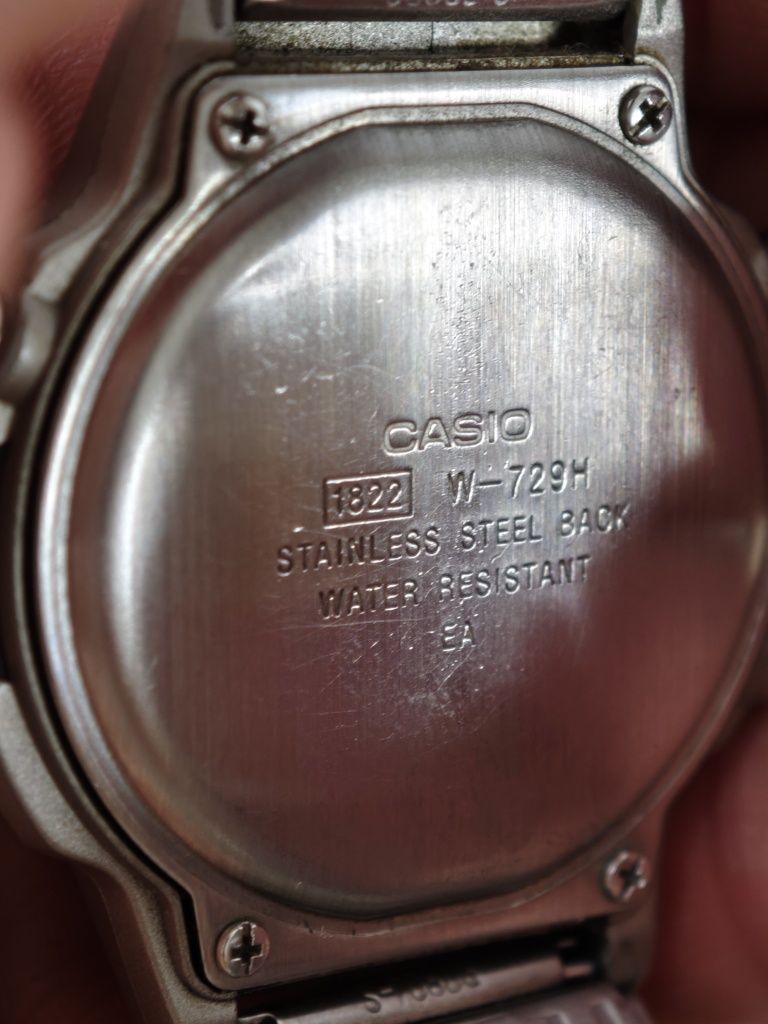 CASIO
1822 W-729H
STAINLESS STEEL BACK
WATER RESISTANT
EA